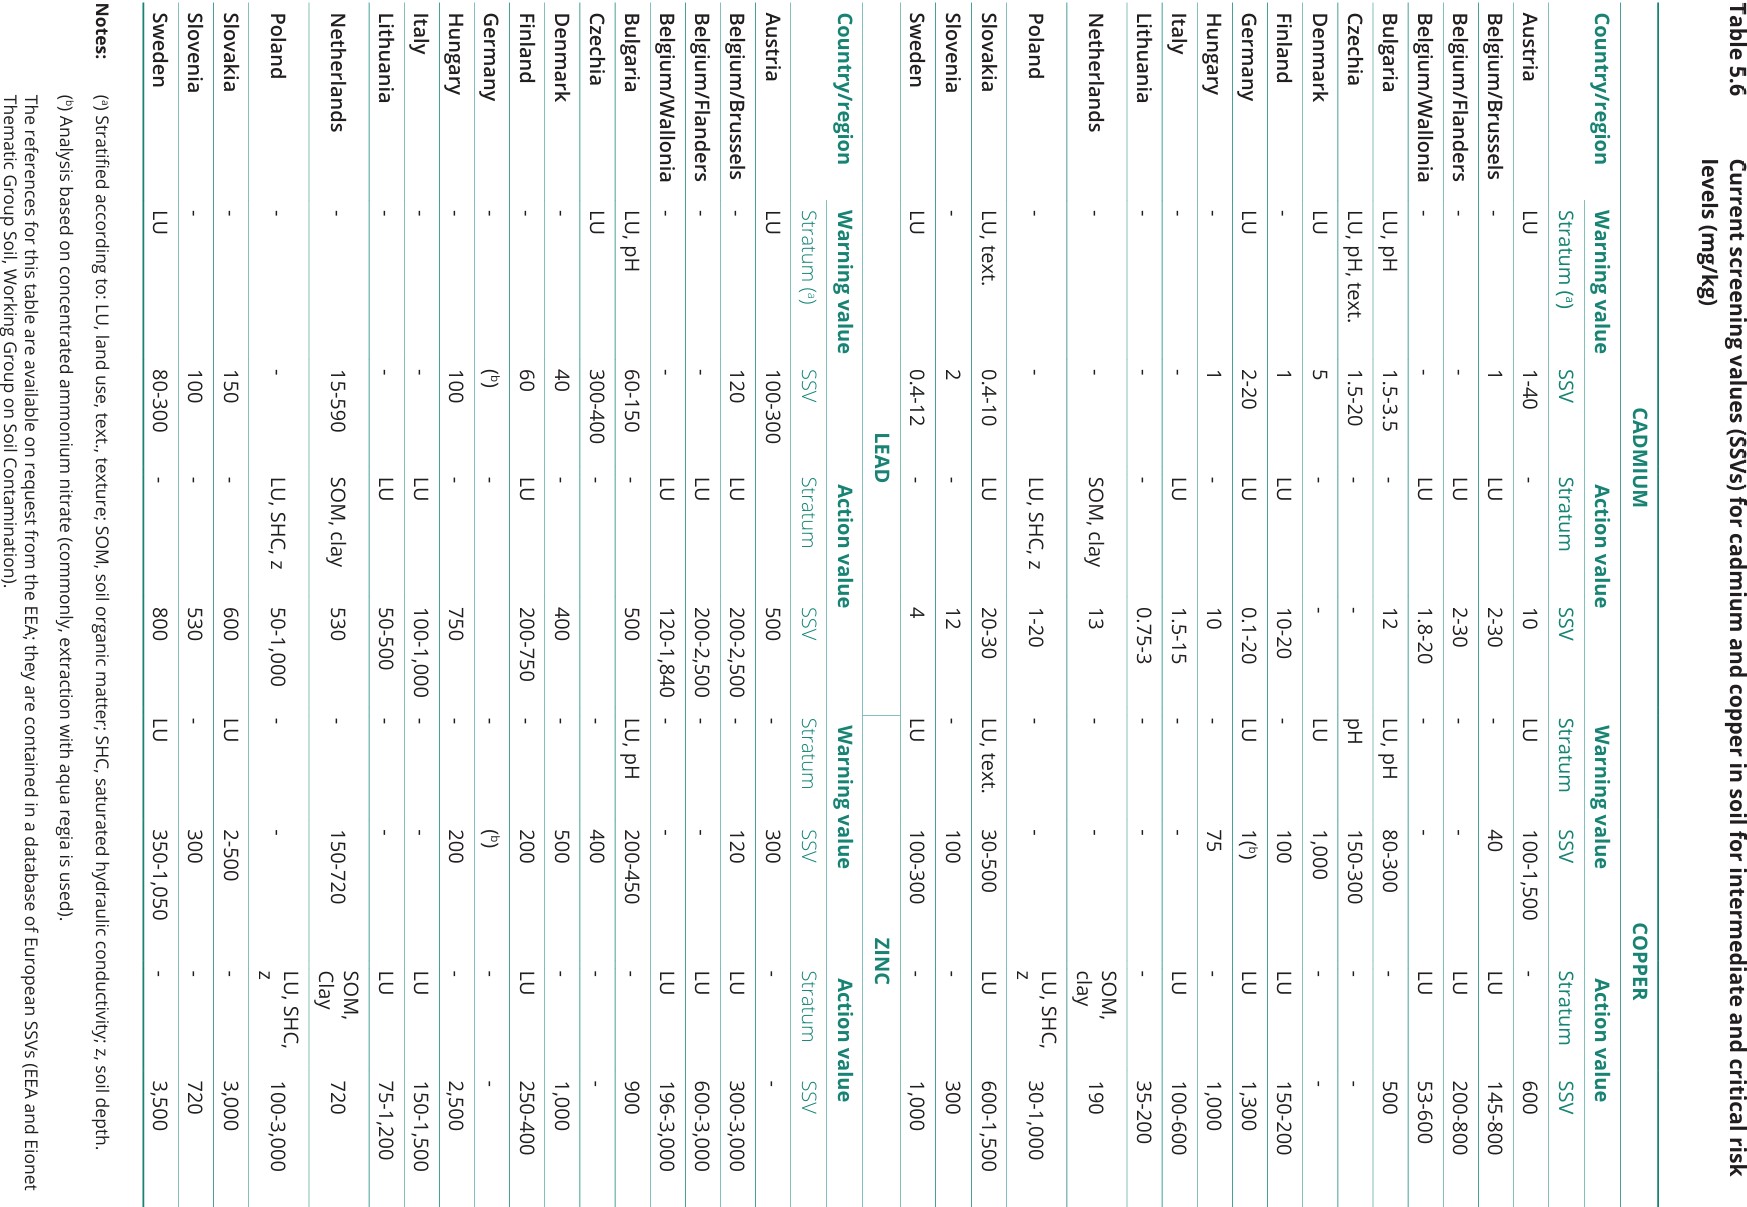 Table 5.6 Current screening values (SSVs) for cadmium and copper in soil for intermediate and critical risk
levels (mg/kg)
CADMIUM COPPER
Country/region Warning value Action value Warning value Action value
Stratum (ᵃ) SSV Stratum SSV Stratum SSV Stratum SSV
Austria LU 1-40 - 10 LU 100-1,500 - 600
Belgium/Brussels - 1 LU 2-30 - 40 LU 145-800
Belgium/Flanders - - LU 2-30 - - LU 200-800
Belgium/Wallonia - - LU 1.8-20 - - LU 53-600
Bulgaria LU, pH 1.5-3.5 - 12 LU, pH 80-300 - 500
Czechia LU, pH, text. 1.5-20 - - pH 150-300 - -
Denmark LU 5 - - LU 1,000 - -
Finland - 1 LU 10-20 - 100 LU 150-200
Germany LU 2-20 LU 0.1-20 LU 1(ᵇ) LU 1,300
Hungary - 1 - 10 - 75 - 1,000
Italy - - LU 1.5-15 - - LU 100-600
Lithuania - - - 0.75-3 - - - 35-200
Netherlands - - SOM, clay 13 - - SOM,
clay 190
Poland - - LU, SHC, z 1-20 - - LU, SHC,
z 30-1,000
Slovakia LU, text. 0.4-10 LU 20-30 LU, text. 30-500 LU 600-1,500
Slovenia - 2 - 12 - 100 - 300
Sweden LU 0.4-12 - 4 LU 100-300 - 1,000
LEAD ZINC
Country/region Warning value Action value Warning value Action value
Stratum (ᵃ) SSV Stratum SSV Stratum SSV Stratum SSV
Austria LU 100-300 500 - 300 - -
Belgium/Brussels - 120 LU 200-2,500 - 120 LU 300-3,000
Belgium/Flanders - - LU 200-2,500 - - LU 600-3,000
Belgium/Wallonia - - LU 120-1,840 - - LU 196-3,000
Bulgaria LU, pH 60-150 - 500 LU, pH 200-450 - 900
Czechia LU 300-400 - - 400 - -
Denmark - 40 - 400 - 500 - 1,000
Finland - 60 LU 200-750 - 200 LU 250-400
Germany - (ᵇ) - - (ᵇ) - -
Hungary - 100 - 750 - 200 - 2,500
Italy - - LU 100-1,000 - - LU 150-1,500
Lithuania - - LU 50-500 - - LU 75-1,200
Netherlands - 15-590 SOM, clay 530 - 150-720 SOM,
Clay 720
Poland - - LU, SHC, z 50-1,000 - - LU, SHC,
z 100-3,000
Slovakia - 150 - 600 LU 2-500 - 3,000
Slovenia - 100 - 530 - 300 - 720
Sweden LU 80-300 - 800 LU 350-1,050 - 3,500
Notes: (ᵃ) Stratified according to: LU, land use, text., texture; SOM, soil organic matter; SHC, saturated hydraulic conductivity; z, soil depth.
(ᵇ) Analysis based on concentrated ammonium nitrate (commonly, extraction with aqua regia is used).
The references for this table are available on request from the EEA; they are contained in a database of European SSVs (EEA and Eionet
Thematic Group Soil, Working Group on Soil Contamination).